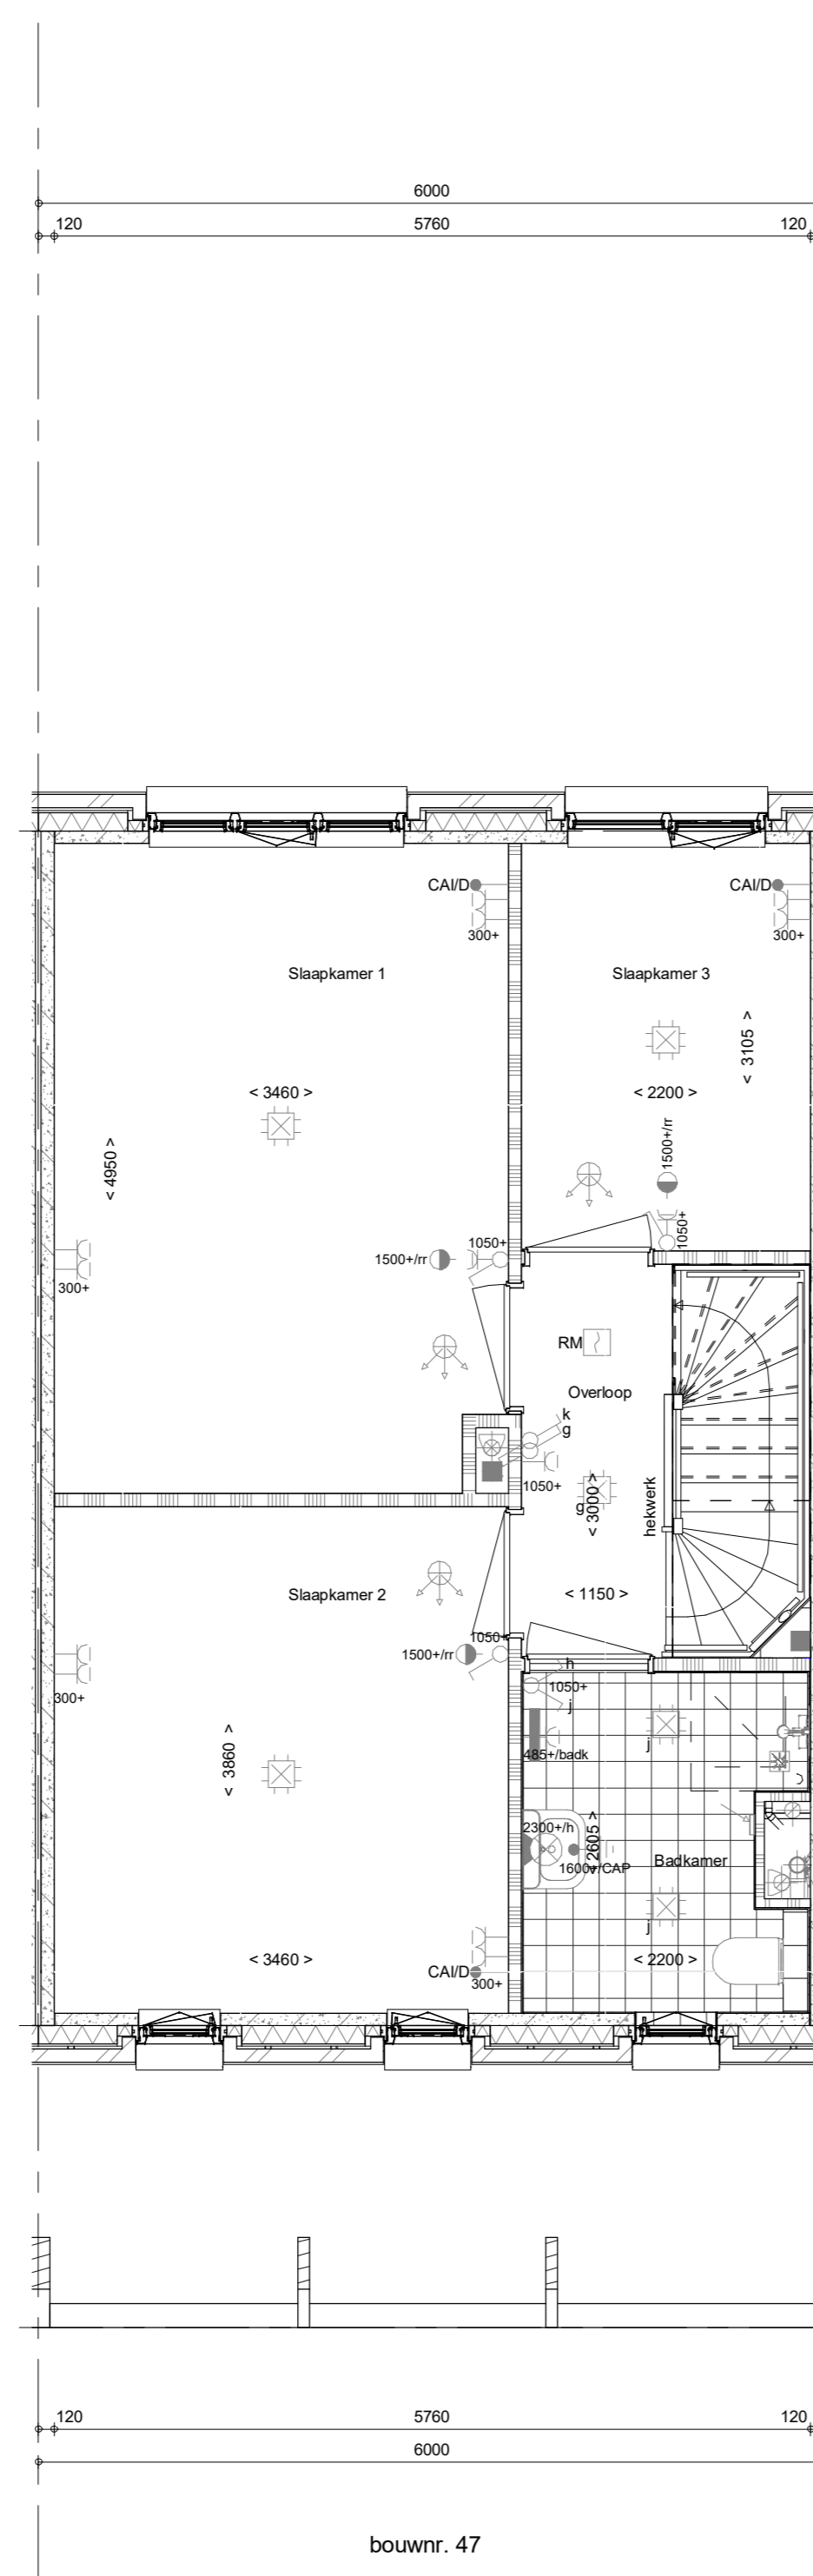 6000
120 5760 120
CAI/D CAI/D
300+ 300+
Slaapkamer 1 Slaapkamer 3
< 3105 >
< 3460 > < 2200 >
1500+/rr
< 4950 >
1050+
1050+
1500+/rr
300+
RM
Overloop
k
g
1050+
g
< 3000 >
hekwerk
Slaapkamer 2
< 1150 >
1050+
1500+/rr
h
1050+
j
300+
j
485+/badk
< 3860 >
2300+/h
< 2605 >
1600+/CAP
Badkamer
j
< 3460 > < 2200 >
CAI/D
300+
120 5760 120
6000
bouwnr. 47